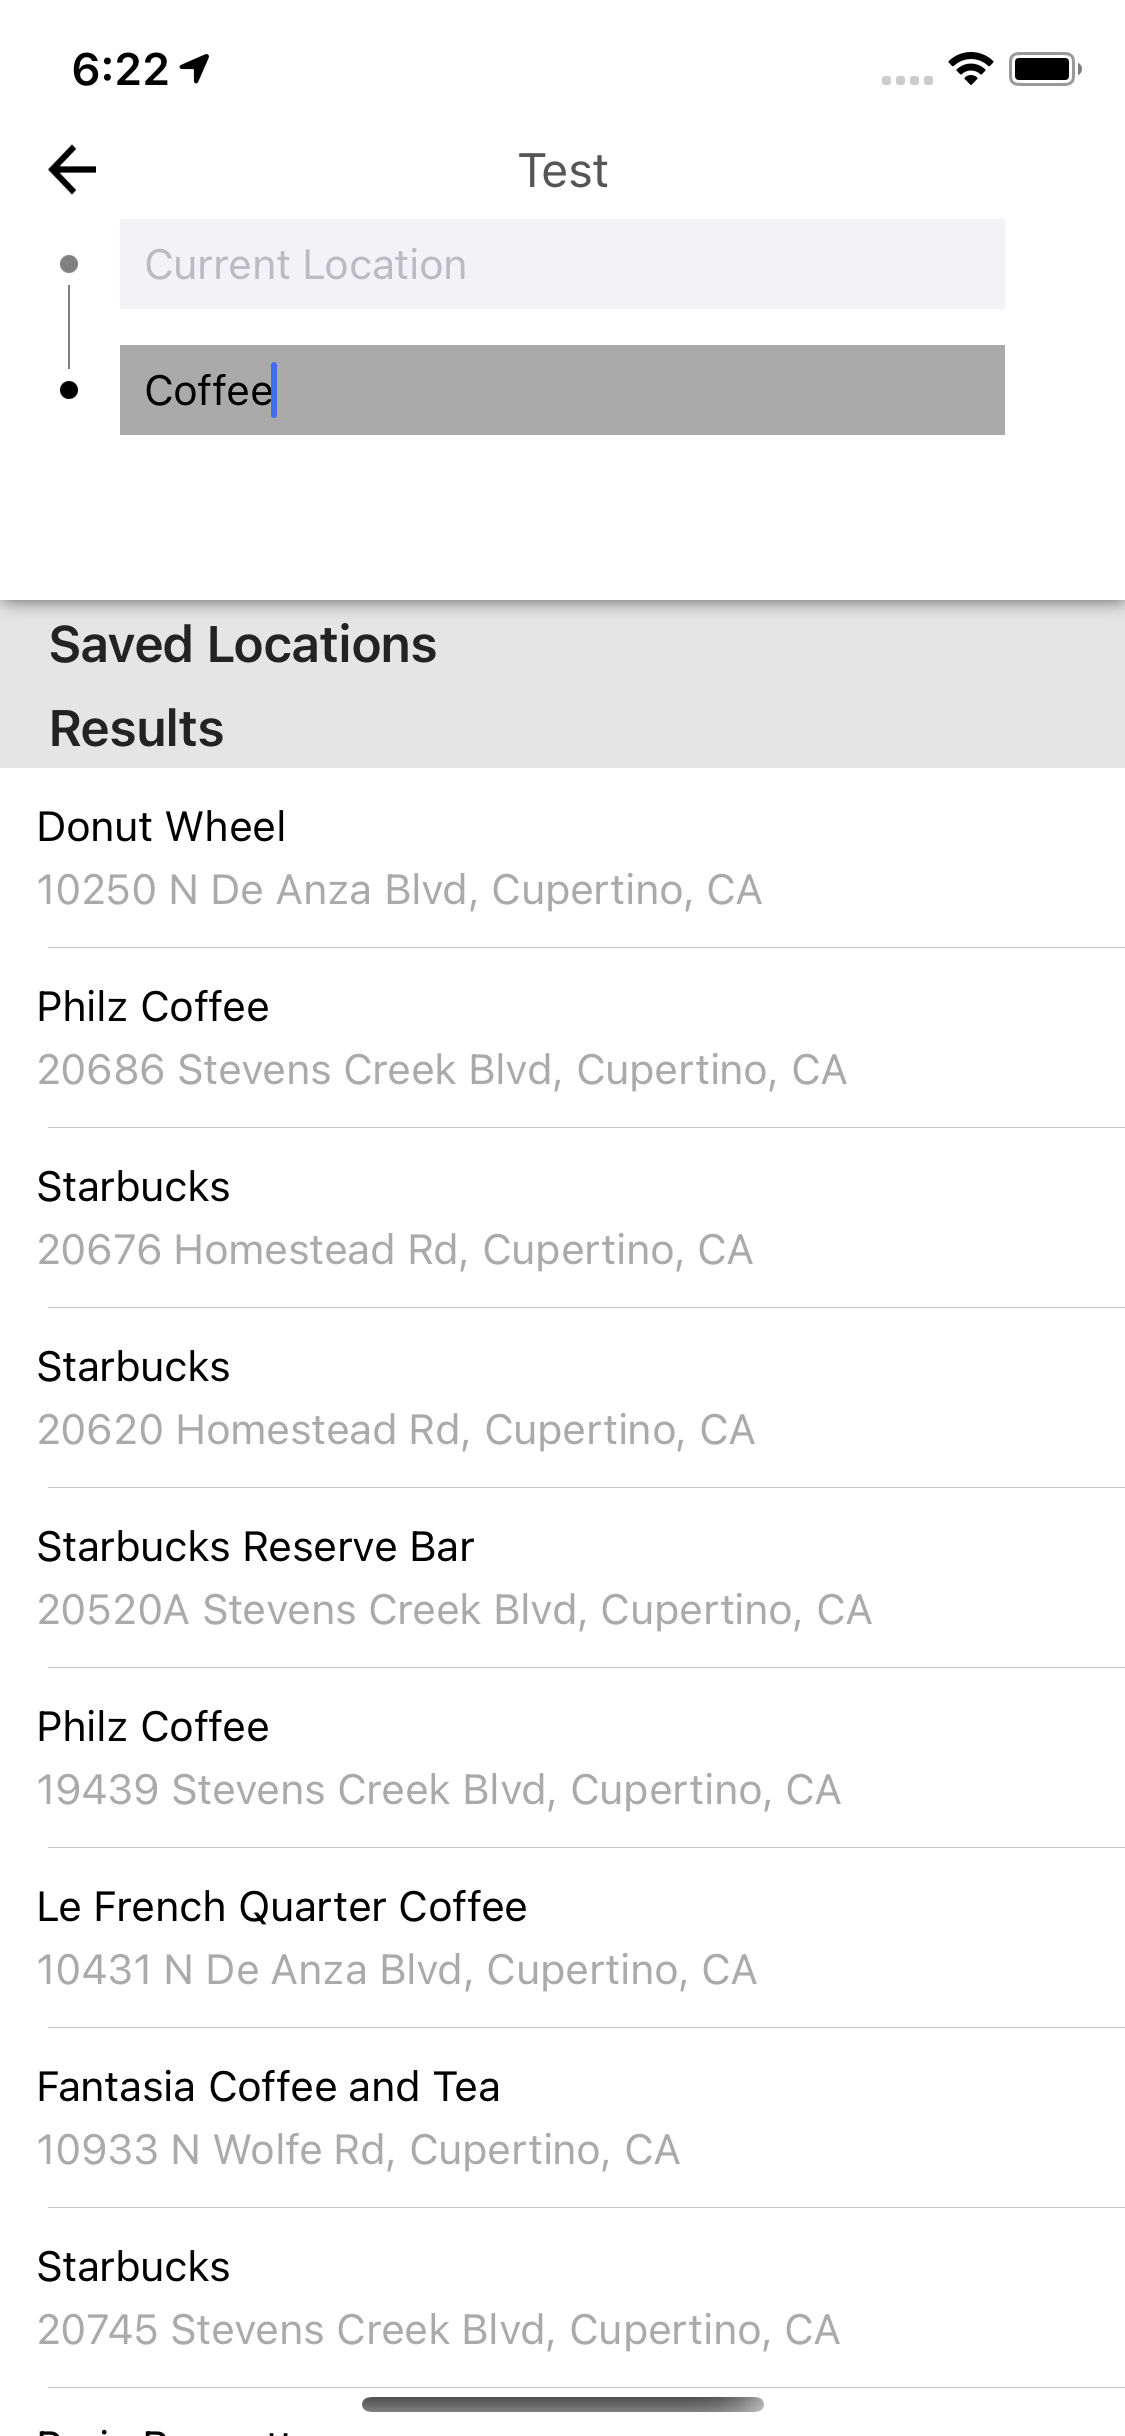 6:22
Test
Current Location
Coffee
Saved Locations
Results
Donut Wheel
10250 N De Anza Blvd, Cupertino, CA
Philz Coffee
20686 Stevens Creek Blvd, Cupertino, CA
Starbucks
20676 Homestead Rd, Cupertino, CA
Starbucks
20620 Homestead Rd, Cupertino, CA
Starbucks Reserve Bar
20520A Stevens Creek Blvd, Cupertino, CA
Philz Coffee
19439 Stevens Creek Blvd, Cupertino, CA
Le French Quarter Coffee
10431 N De Anza Blvd, Cupertino, CA
Fantasia Coffee and Tea
10933 N Wolfe Rd, Cupertino, CA
Starbucks
20745 Stevens Creek Blvd, Cupertino, CA